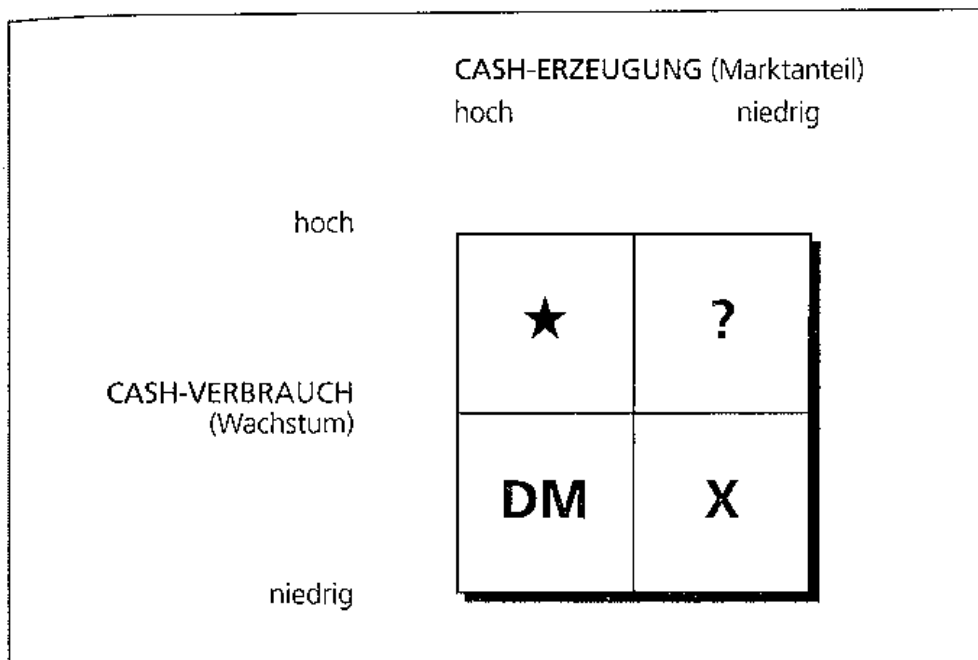 CASH-ERZEUGUNG (Marktanteil)
hoch niedrig
hoch
★ ?
CASH-VERBRAUCH
(Wachstum)
DM X
niedrig